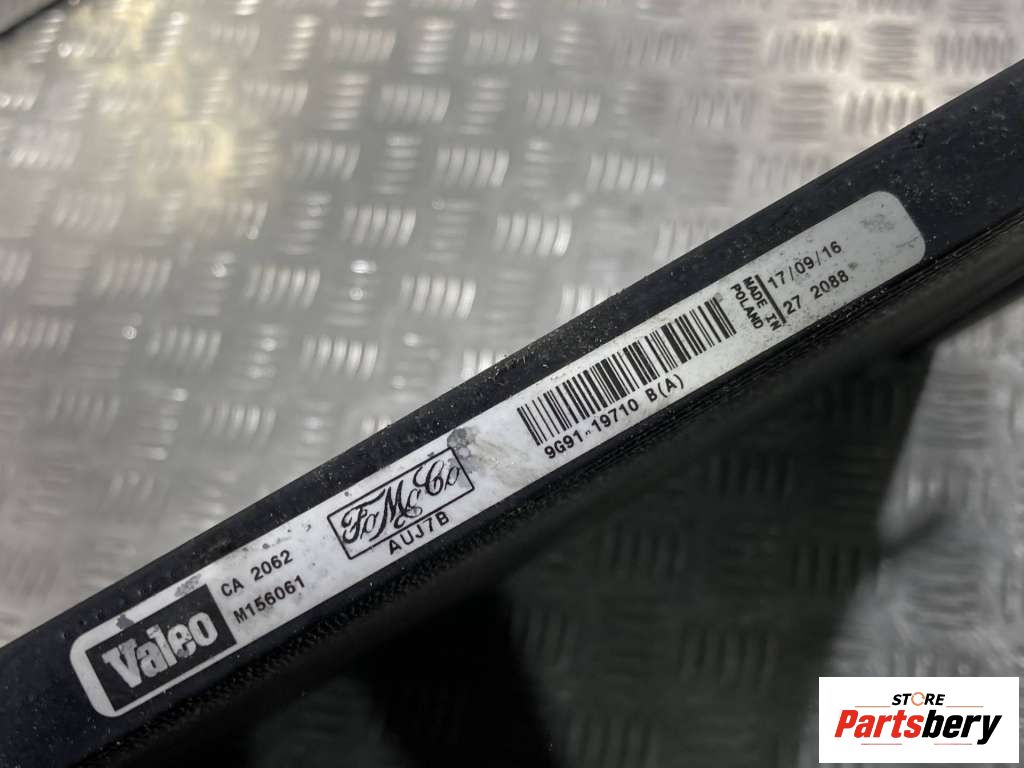 Valeo
CA 2062
M156061
FoMoCo
AUJ7B
9G91-19710 B(A)
MADE IN
POLAND
17/09/16
27 2088
STORE
Partsbery